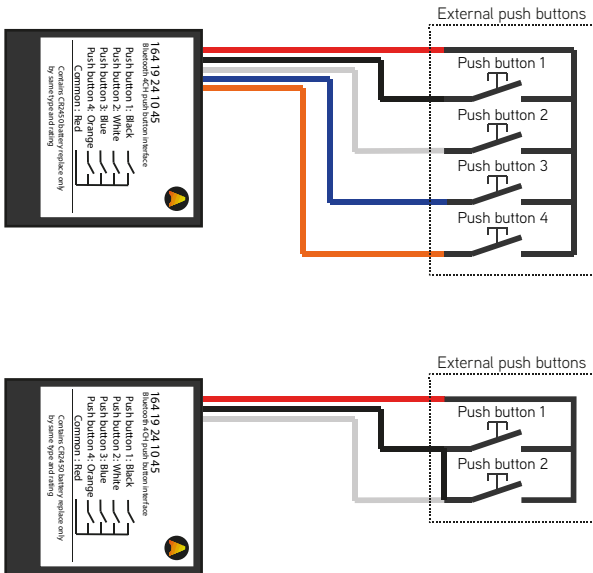 External push buttons
Push button 1
Push button 2
Push button 3
Push button 4
164 19 24 10 45
Bluetooth 4CH push button interface
Push button 1: Black
Push button 2: White
Push button 3: Blue
Push button 4: Orange
Common : Red
Contains CR2450 battery replace only
by same type and rating
External push buttons
Push button 1
Push button 2
164 19 24 10 45
Bluetooth 4CH push button interface
Push button 1: Black
Push button 2: White
Push button 3: Blue
Push button 4: Orange
Common : Red
Contains CR2450 battery replace only
by same type and rating